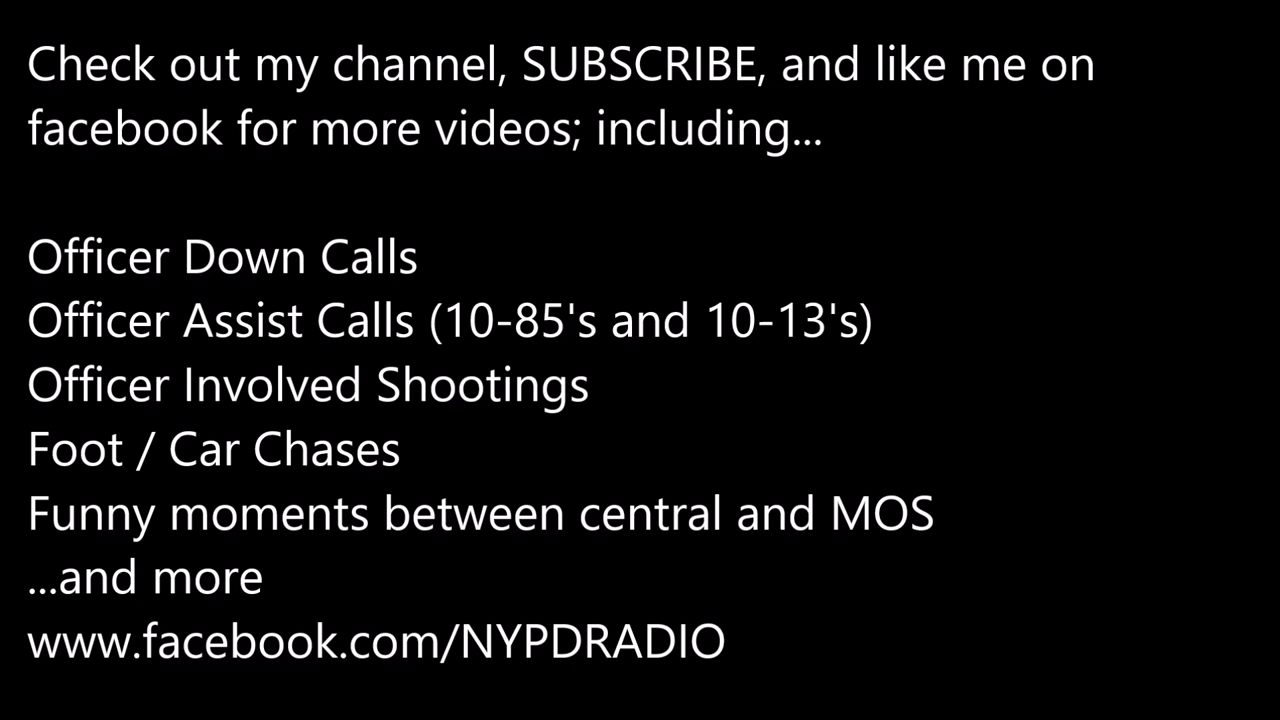 Check out my channel, SUBSCRIBE, and like me on
facebook for more videos; including...
Officer Down Calls
Officer Assist Calls (10-85's and 10-13's)
Officer Involved Shootings
Foot / Car Chases
Funny moments between central and MOS
...and more
www.facebook.com/NYPDRADIO